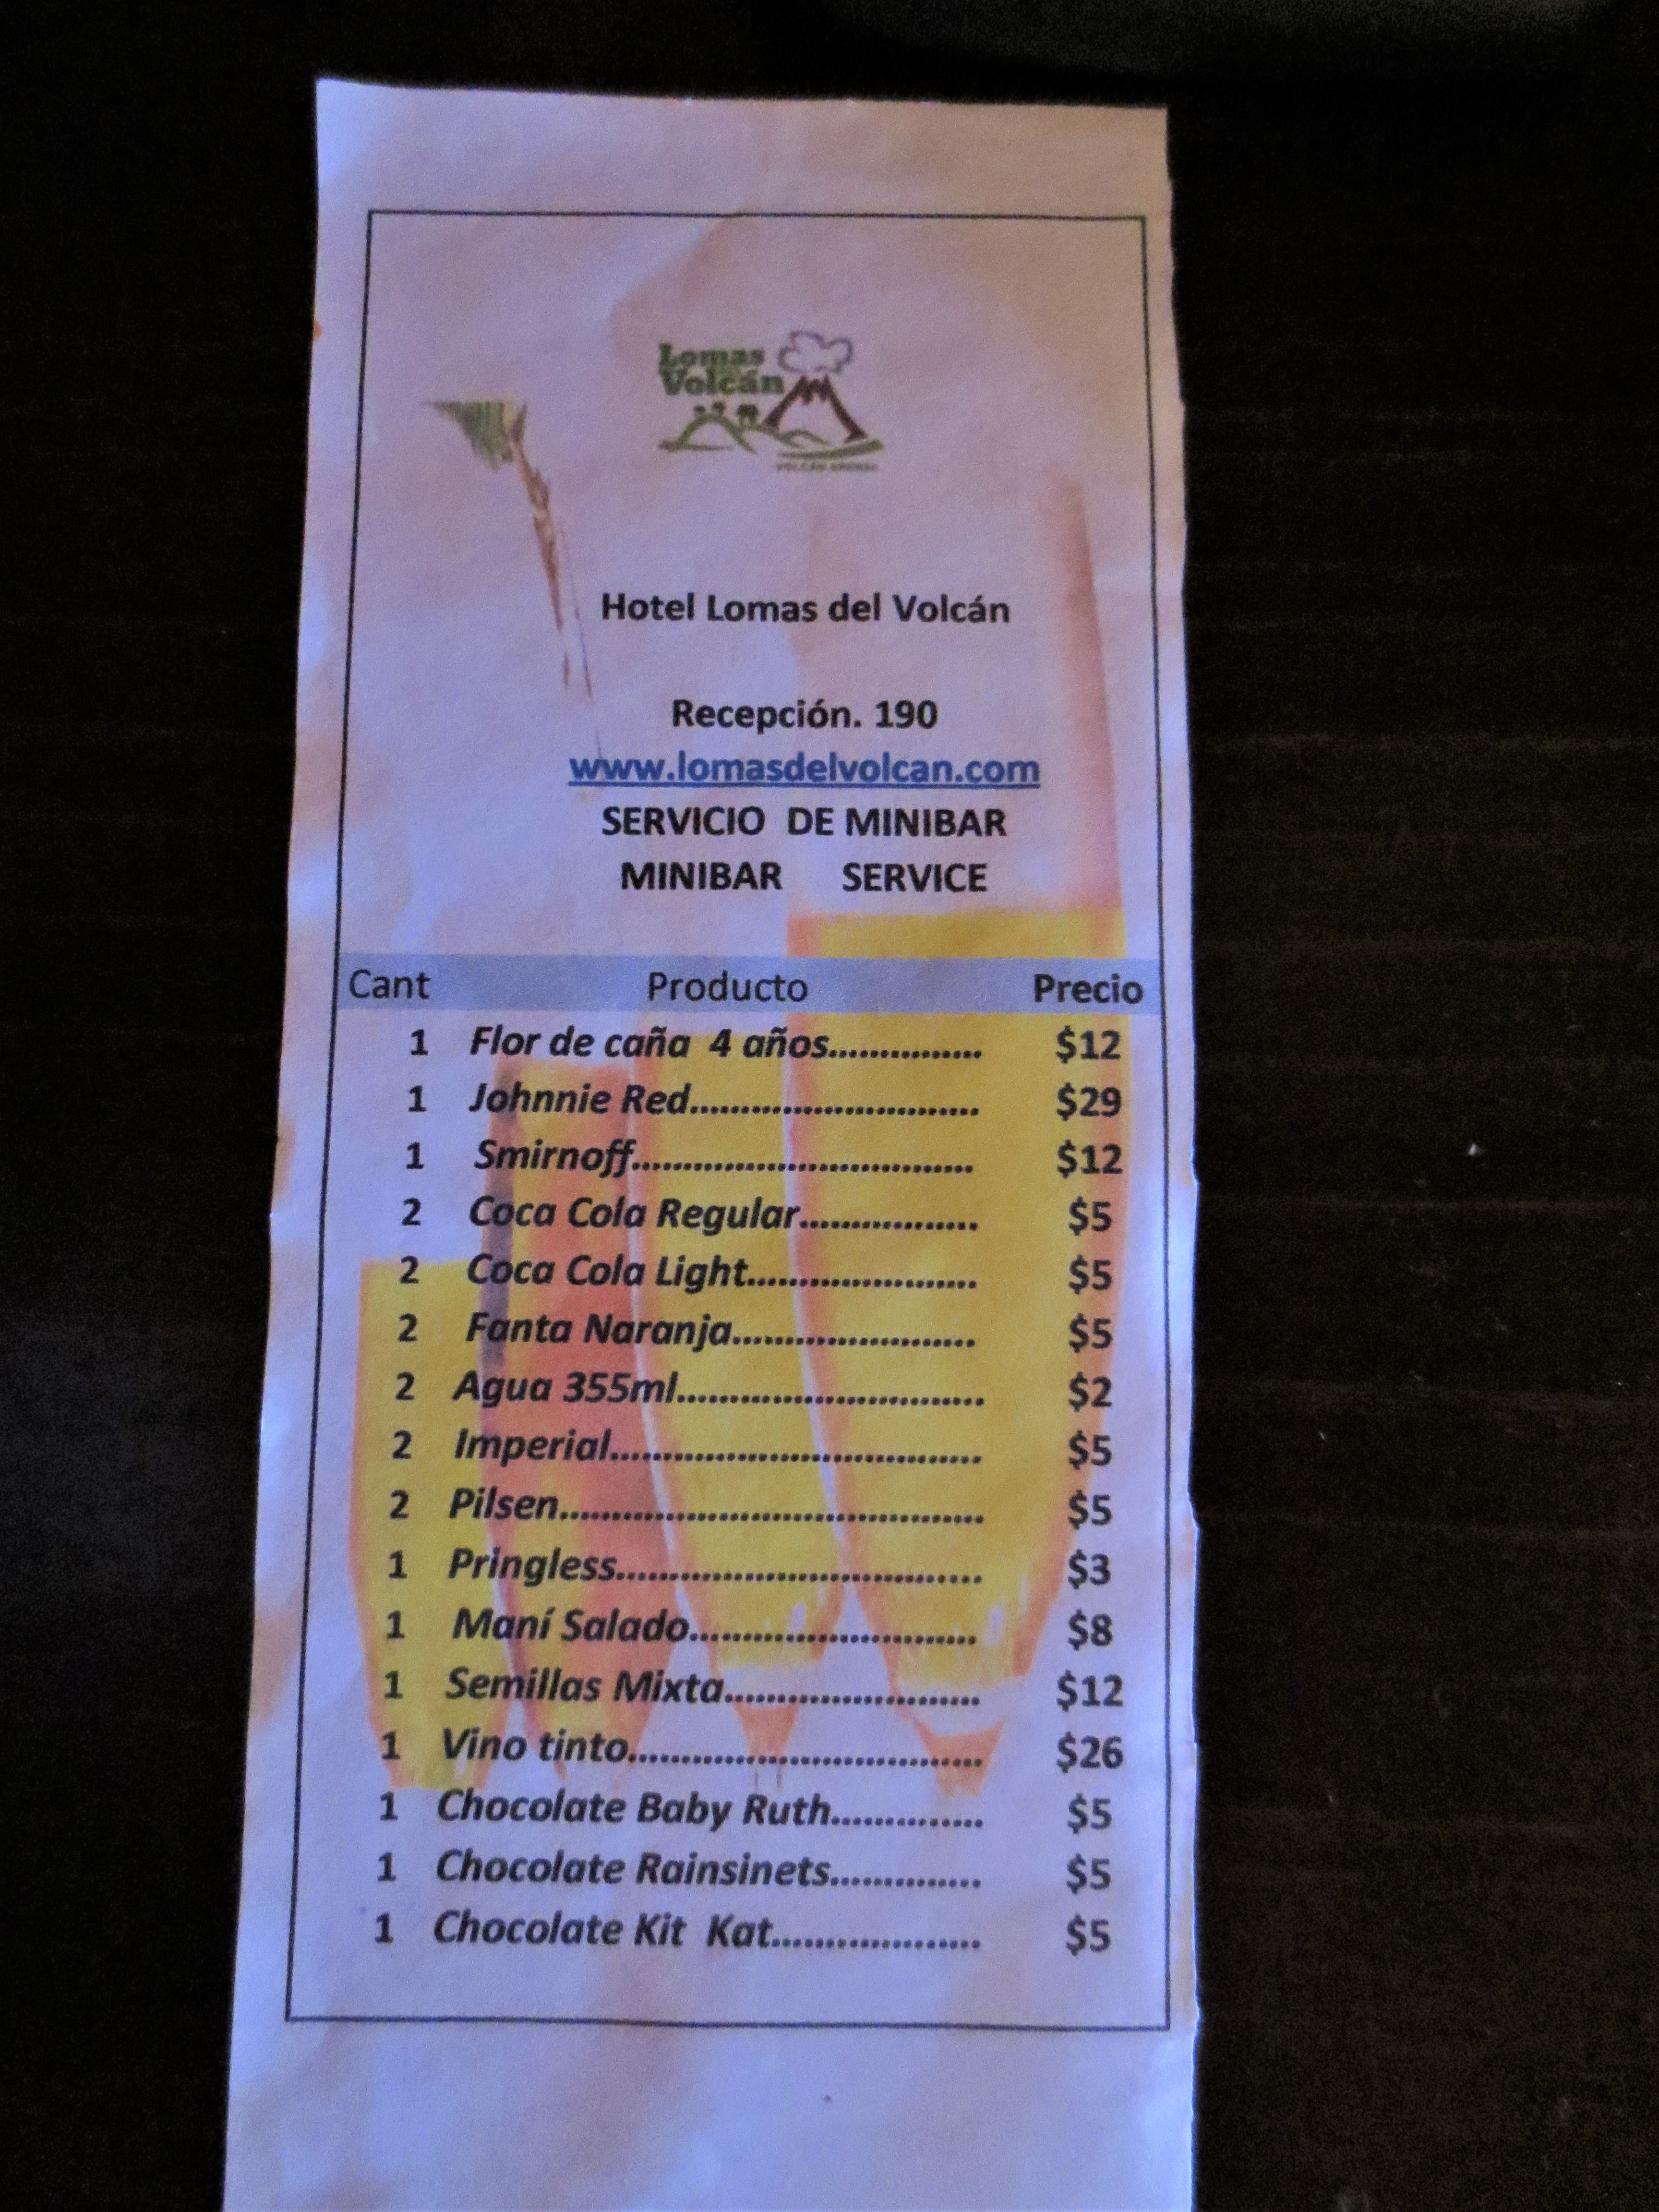 Lomas
Volcán
VOLCÁN ARENAL
Hotel Lomas del Volcán
Recepción. 190
www.lomasdelvolcan.com
SERVICIO DE MINIBAR
MINIBAR SERVICE
Cant Producto Precio
1 Flor de caña 4 años............... $12
1 Johnnie Red............................ $29
1 Smirnoff................................. $12
2 Coca Cola Regular................. $5
2 Coca Cola Light...................... $5
2 Fanta Naranja........................ $5
2 Agua 355ml.............................. $2
2 Imperial.................................... $5
2 Pilsen......................................... $5
1 Pringless.................................... $3
1 Maní Salado............................ $8
1 Semillas Mixta......................... $12
1 Vino tinto.................................. $26
1 Chocolate Baby Ruth.............. $5
1 Chocolate Rainsinets.............. $5
1 Chocolate Kit Kat.................... $5